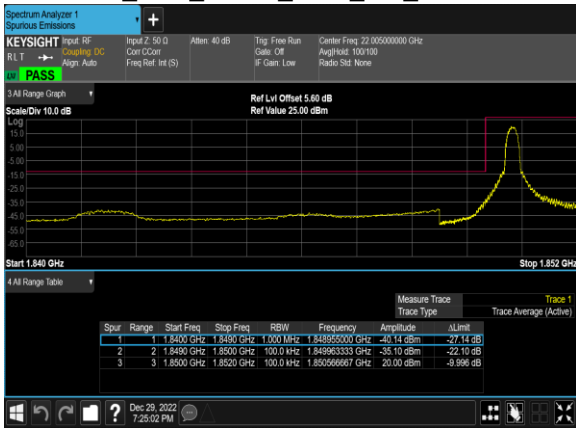 Spectrum Analyzer 1
Spurious Emissions
KEYSIGHT Input: RF
Coupling: DC
Align: Auto
Input Z: 50 Ω
Corr CCorr
Freq Ref: Int (S)
Atten: 40 dB
Trig: Free Run
Gate: Off
IF Gain: Low
Center Freq: 22.005000000 GHz
Avg|Hold: 100/100
Radio Std: None
R L T
PASS
3 All Range Graph
Ref Lvl Offset 5.60 dB
Scale/Div 10.0 dB
Ref Value 25.00 dBm
Log
15.0
5.00
-5.00
-15.0
-25.0
-35.0
-45.0
-55.0
-65.0
Start 1.840 GHz
Stop 1.852 GHz
4 All Range Table
Measure Trace Trace 1
Trace Type Trace Average (Active)
Spur Range Start Freq Stop Freq RBW Frequency Amplitude ΔLimit
1 1 1.8400 GHz 1.8490 GHz 1.000 MHz 1.848955000 GHz -40.14 dBm -27.14 dB
2 2 1.8490 GHz 1.8500 GHz 100.0 kHz 1.849963333 GHz -35.10 dBm -22.10 dB
3 3 1.8500 GHz 1.8520 GHz 100.0 kHz 1.850566667 GHz 20.00 dBm -9.996 dB
?
Dec 29, 2022
7:25:02 PM